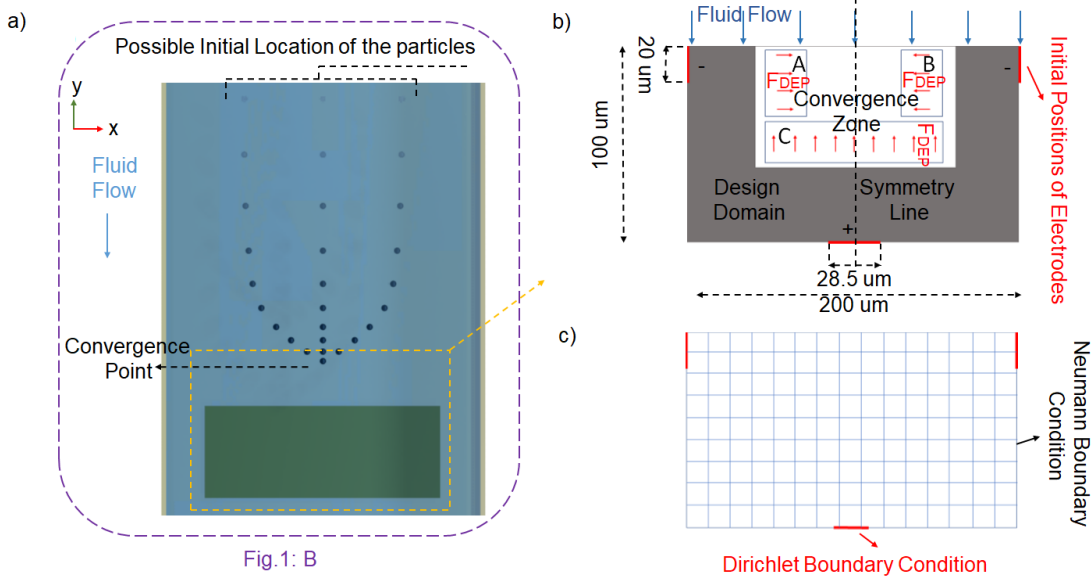 a)
Possible Initial Location of the particles
y
x
Fluid
Flow
Convergence
Point
Fig.1: B
b)
Fluid Flow
20 um
100 um
-
-
A
B
FDEP
FDEP
Convergence
Zone
C
FDEP
Design
Domain
Symmetry
Line
+
28.5 um
200 um
Initial Positions of Electrodes
c)
Neumann Boundary
Condition
Dirichlet Boundary Condition